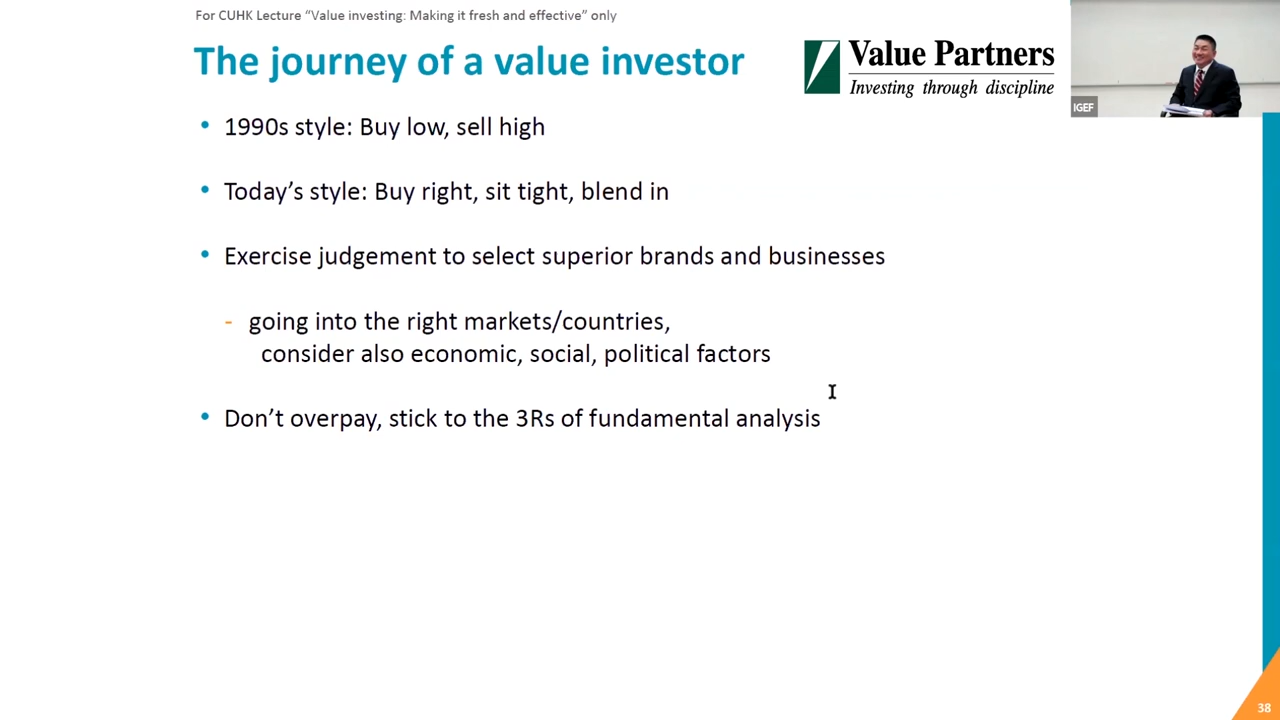 For CUHK Lecture “Value investing: Making it fresh and effective” only
The journey of a value investor
Value Partners
Investing through discipline
IGEF
• 1990s style: Buy low, sell high
• Today’s style: Buy right, sit tight, blend in
• Exercise judgement to select superior brands and businesses
- going into the right markets/countries,
consider also economic, social, political factors
• Don’t overpay, stick to the 3Rs of fundamental analysis
38